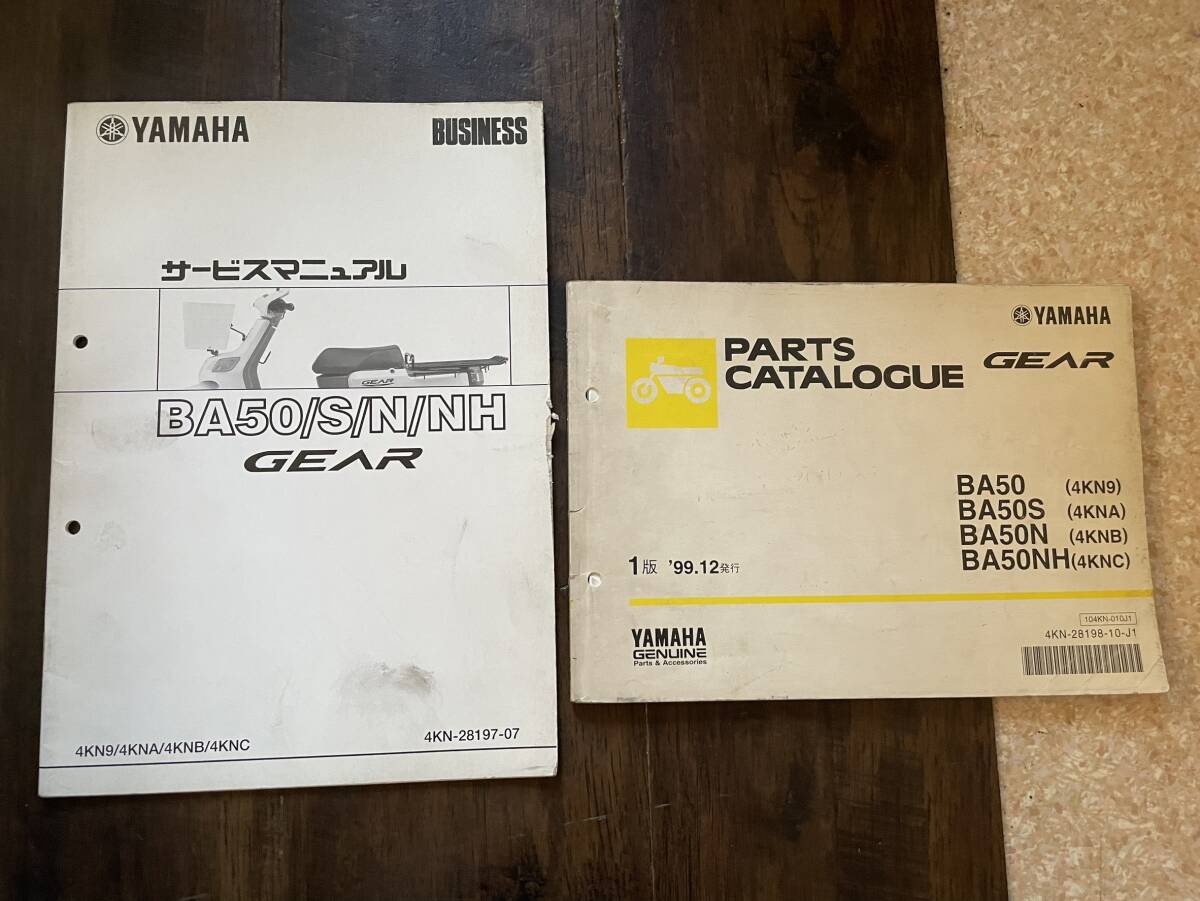 YAMAHA
BUSINESS
サービスマニュアル
GEAR
BA50/S/N/NH
GEAR
4KN9/4KNA/4KNB/4KNC
4KN-28197-07
YAMAHA
PARTS
CATALOGUE
GEAR
BA50 (4KN9)
BA50S (4KNA)
BA50N (4KNB)
BA50NH(4KNC)
1版 '99.12発行
YAMAHA
GENUINE
Parts & Accessories
104KN-010J1
4KN-28198-10-J1